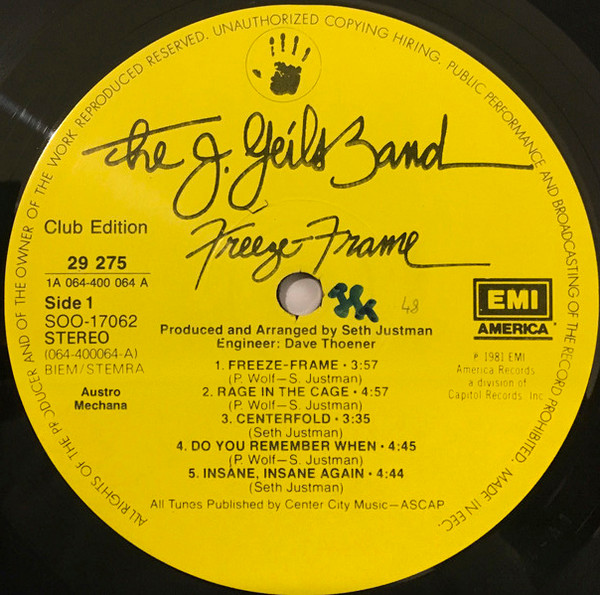 ALL RIGHTS OF THE PRODUCER AND OF THE OWNER OF THE WORK REPRODUCED RESERVED. UNAUTHORIZED COPYING HIRING, PUBLIC PERFORMANCE AND BROADCASTING OF THE RECORD PROHIBITED. MADE IN EEC.
The J. Geils Band
Freeze-Frame
Club Edition
29 275
1A 064-400 064 A
Side 1
SOO-17062
STEREO
(064-400064-A)
BIEM/STEMRA
Austro
Mechana
48
EMI
AMERICA
℗ 1981 EMI
America Records
a division of
Capitol Records, Inc
Produced and Arranged by Seth Justman
Engineer: Dave Thoener
1. FREEZE-FRAME • 3:57
(P. Wolf—S. Justman)
2. RAGE IN THE CAGE • 4:57
(P. Wolf—S. Justman)
3. CENTERFOLD • 3:35
(Seth Justman)
4. DO YOU REMEMBER WHEN • 4:45
(P. Wolf—S. Justman)
5. INSANE, INSANE AGAIN • 4:44
(Seth Justman)
All Tunes Published by Center City Music—ASCAP